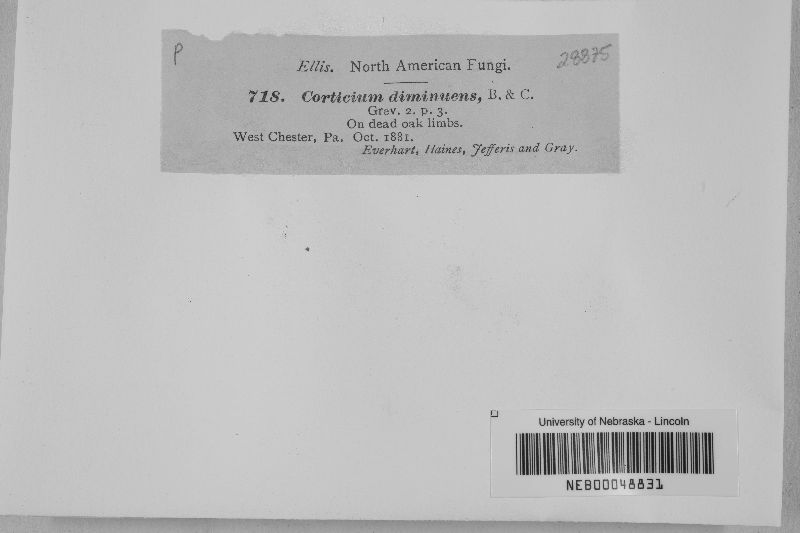 P
28875
Ellis. North American Fungi.
718. Corticium diminuens, B. & C.
Grev. 2. p. 3.
On dead oak limbs.
West Chester, Pa. Oct. 1881.
Everhart, Haines, Jefferis and Gray.
University of Nebraska - Lincoln
NEB00048831